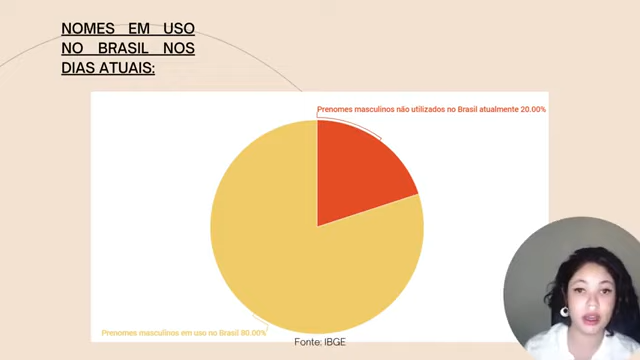 NOMES EM USO
NO BRASIL NOS
DIAS ATUAIS:
Prenomes masculinos não utilizados no Brasil atualmente 20.00%
Prenomes masculinos em uso no Brasil 80.00%
Fonte: IBGE